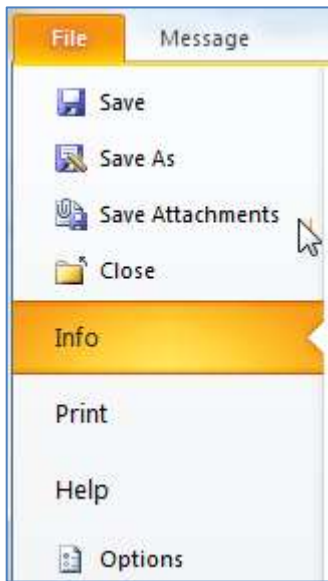 File Message
Save
Save As
Save Attachments
Close
Info
Print
Help
Options